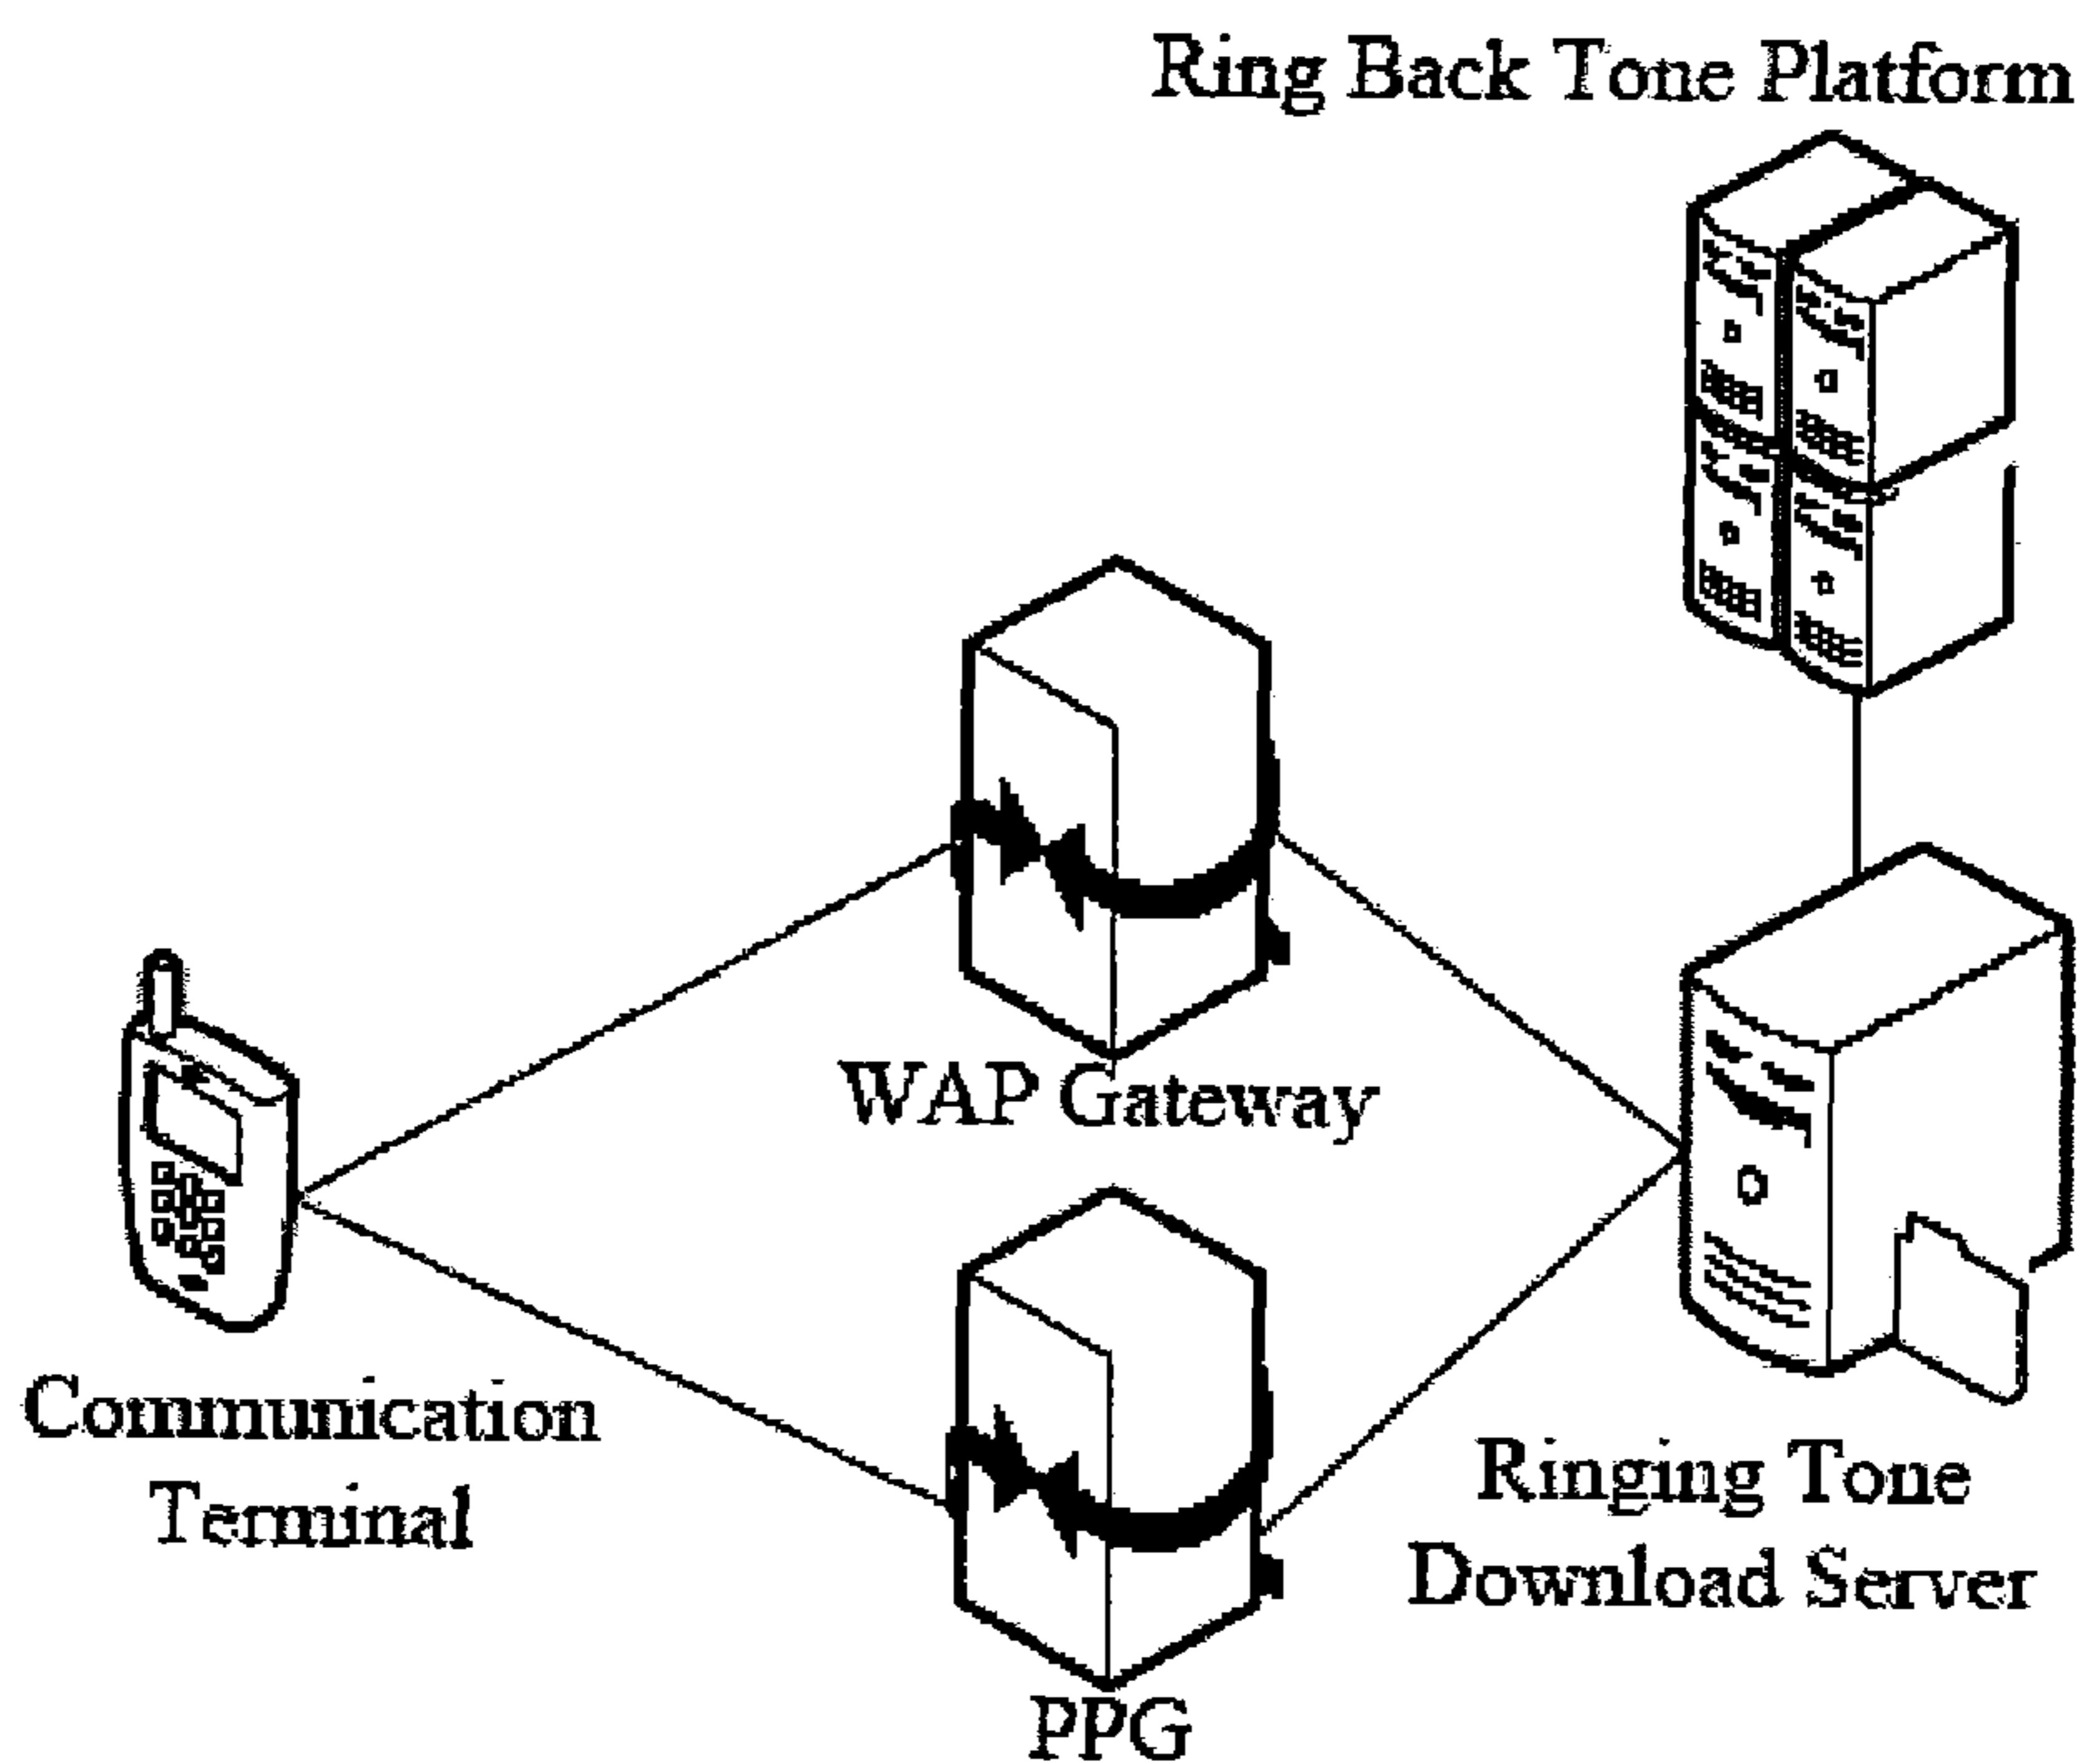 Ring Back Tone Platform
WAP Gateway
Communication
Terminal
Ringing Tone
Download Server
PPG